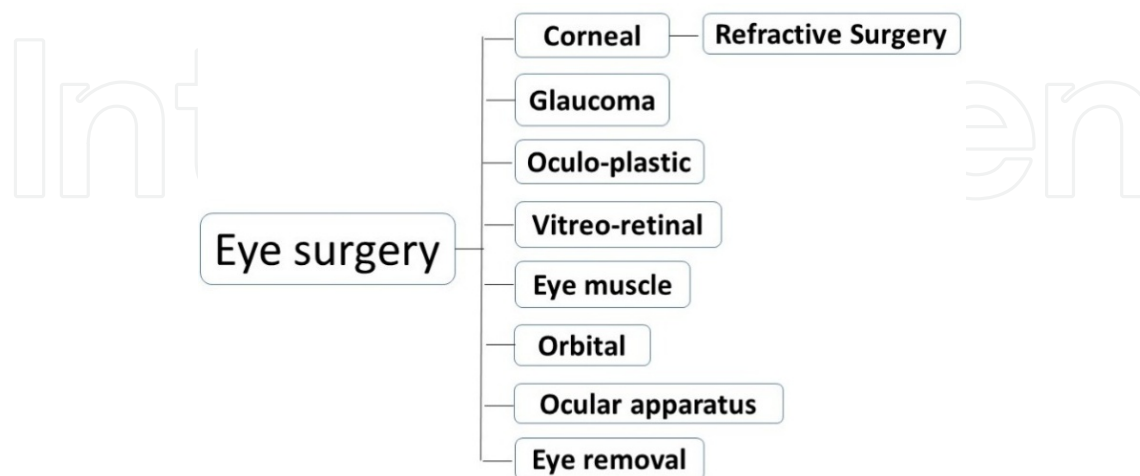 Corneal
Refractive Surgery
Glaucoma
Oculo-plastic
Vitreo-retinal
Eye surgery
Eye muscle
Orbital
Ocular apparatus
Eye removal